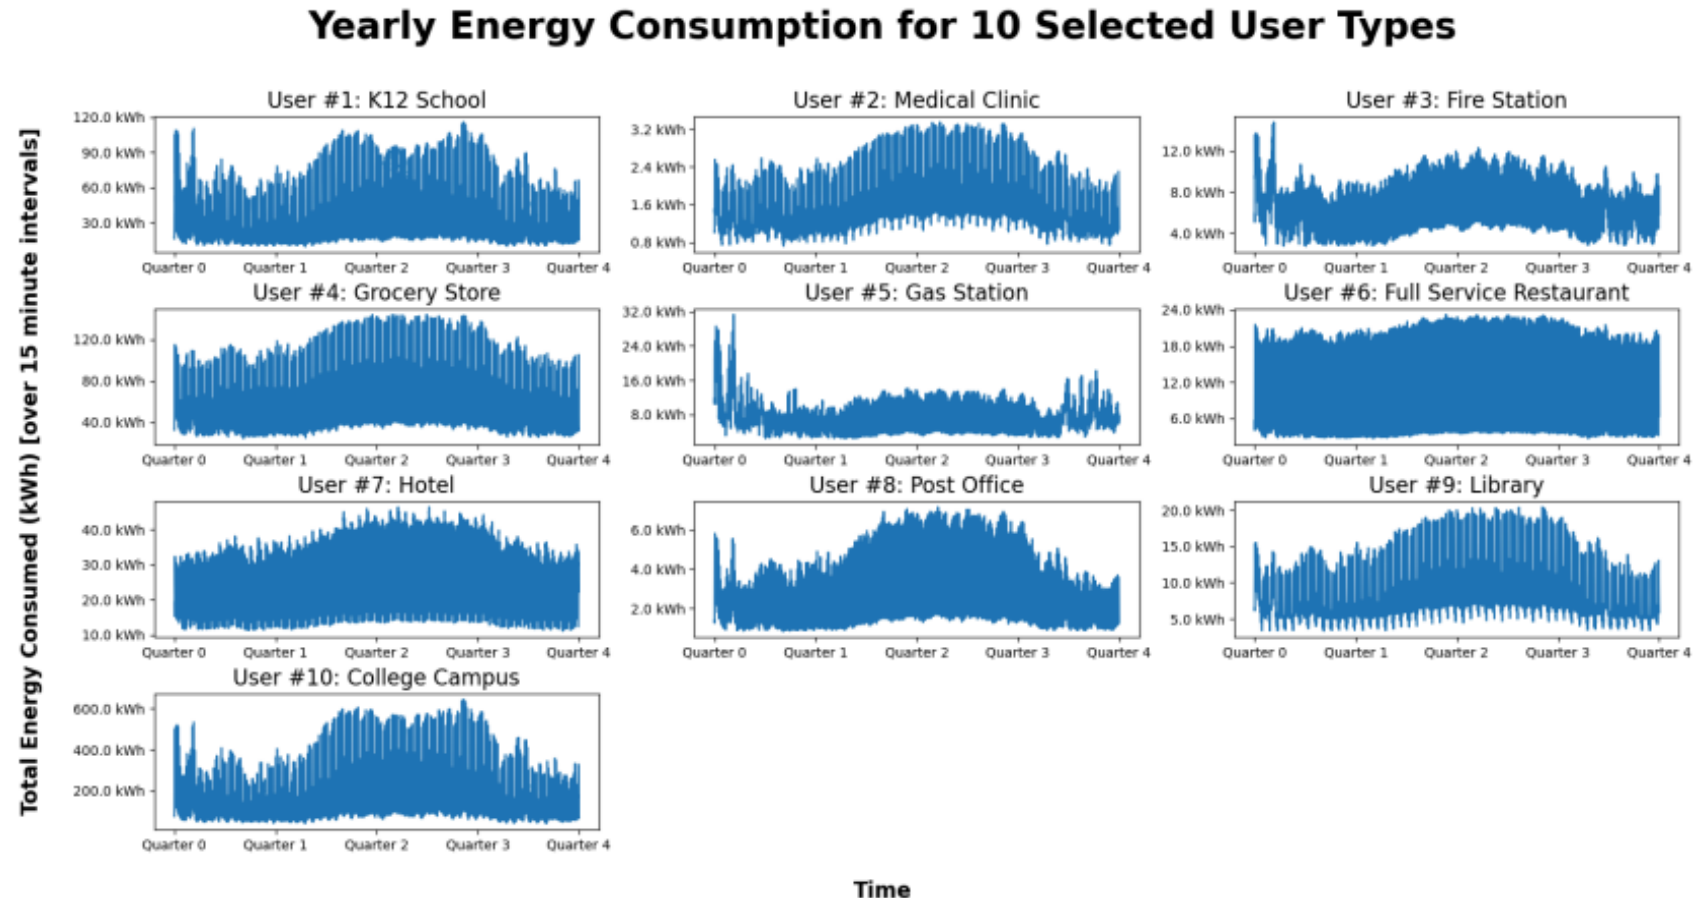 Yearly Energy Consumption for 10 Selected User Types
Total Energy Consumed (kWh) [over 15 minute intervals]
User #1: K12 School
120.0 kWh
90.0 kWh
60.0 kWh
30.0 kWh
Quarter 0 Quarter 1 Quarter 2 Quarter 3 Quarter 4
User #2: Medical Clinic
3.2 kWh
2.4 kWh
1.6 kWh
0.8 kWh
Quarter 0 Quarter 1 Quarter 2 Quarter 3 Quarter 4
User #3: Fire Station
12.0 kWh
8.0 kWh
4.0 kWh
Quarter 0 Quarter 1 Quarter 2 Quarter 3 Quarter 4
User #4: Grocery Store
120.0 kWh
80.0 kWh
40.0 kWh
Quarter 0 Quarter 1 Quarter 2 Quarter 3 Quarter 4
User #5: Gas Station
32.0 kWh
24.0 kWh
16.0 kWh
8.0 kWh
Quarter 0 Quarter 1 Quarter 2 Quarter 3 Quarter 4
User #6: Full Service Restaurant
24.0 kWh
18.0 kWh
12.0 kWh
6.0 kWh
Quarter 0 Quarter 1 Quarter 2 Quarter 3 Quarter 4
User #7: Hotel
40.0 kWh
30.0 kWh
20.0 kWh
10.0 kWh
Quarter 0 Quarter 1 Quarter 2 Quarter 3 Quarter 4
User #8: Post Office
6.0 kWh
4.0 kWh
2.0 kWh
Quarter 0 Quarter 1 Quarter 2 Quarter 3 Quarter 4
User #9: Library
20.0 kWh
15.0 kWh
10.0 kWh
5.0 kWh
Quarter 0 Quarter 1 Quarter 2 Quarter 3 Quarter 4
User #10: College Campus
600.0 kWh
400.0 kWh
200.0 kWh
Quarter 0 Quarter 1 Quarter 2 Quarter 3 Quarter 4
Time